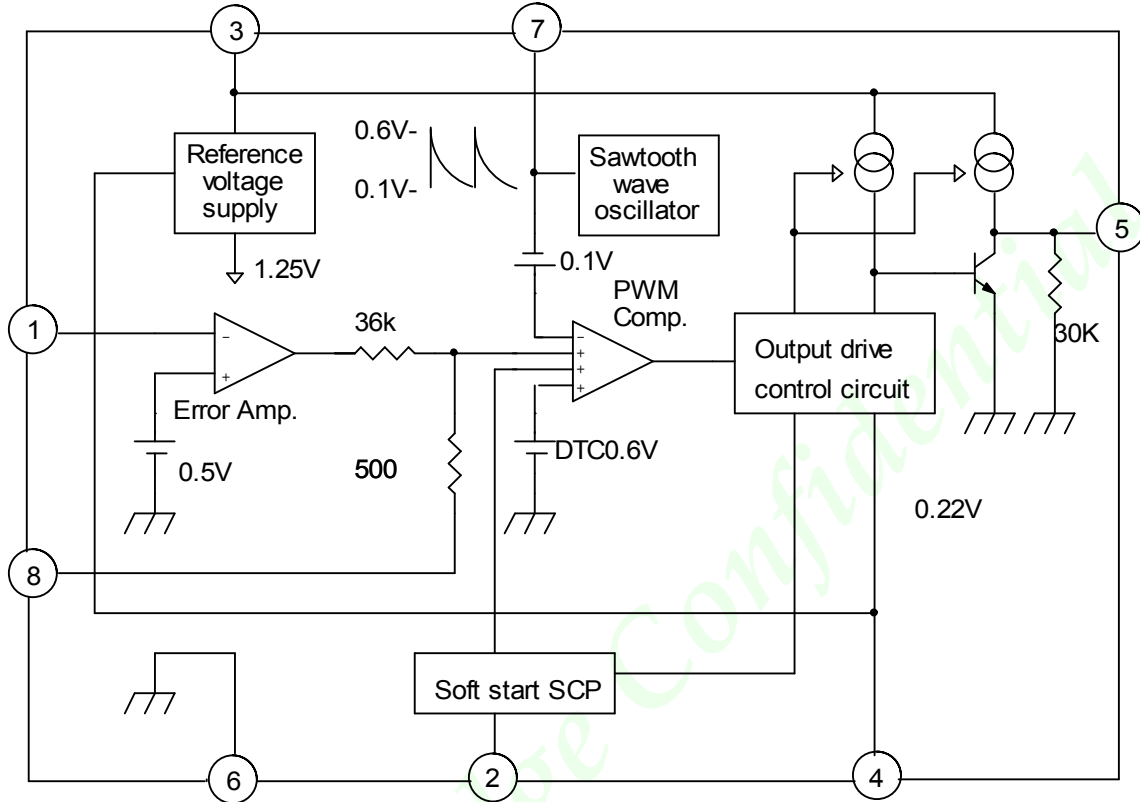 3
7
0.6V-
0.1V-
Reference
voltage
supply
Sawtooth
wave
oscillator
5
1.25V
0.1V
PWM
Comp.
1
36k
−
+
−
+
+
+
30K
Output drive
control circuit
Error Amp.
0.5V
500
DTC0.6V
0.22V
8
Soft start SCP
6
2
4
Confidential